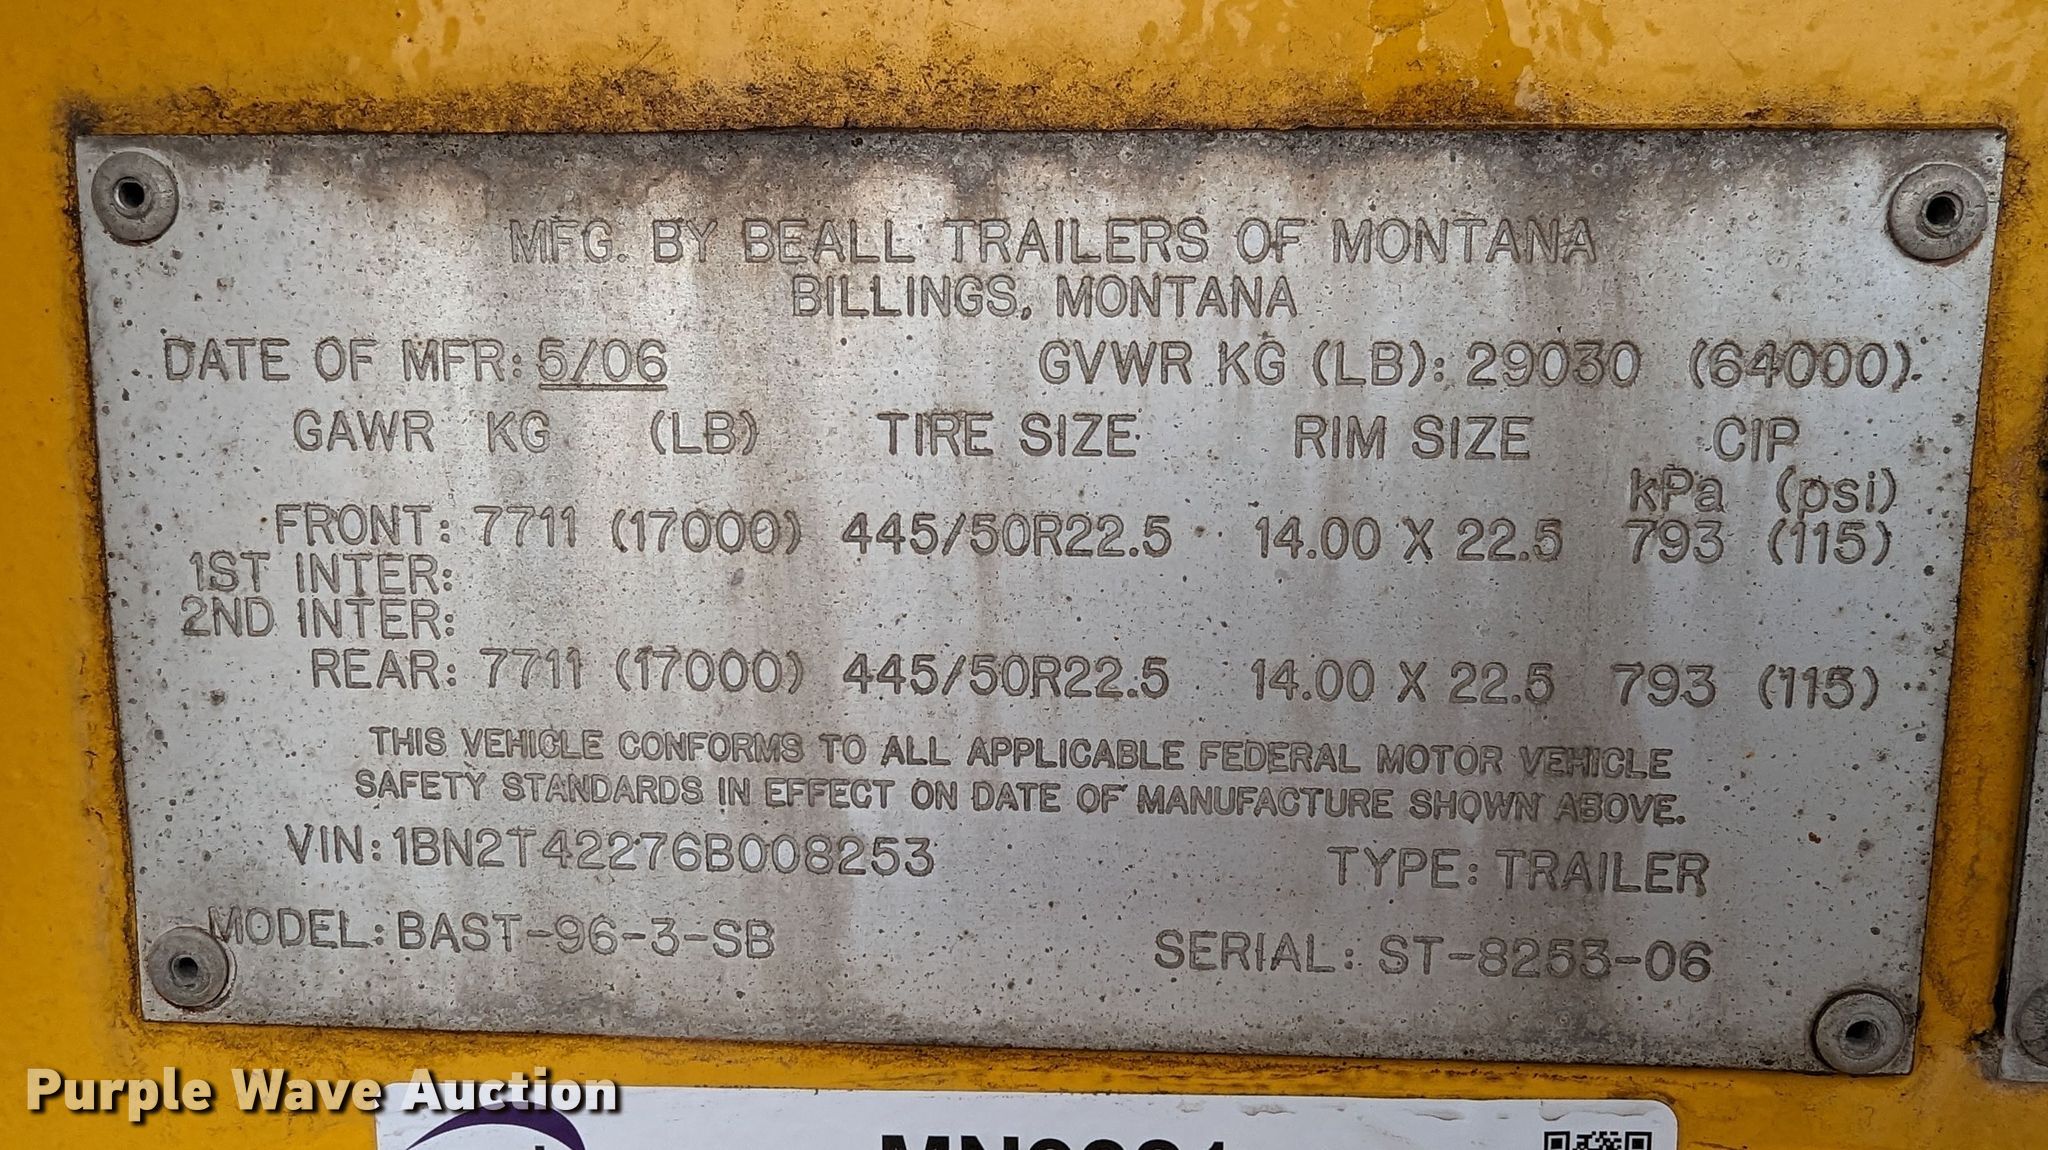 MFG. BY BEALL TRAILERS OF MONTANA
BILLINGS, MONTANA
DATE OF MFR: 5/06 GVWR KG (LB): 29030 (64000)
GAWR KG (LB) TIRE SIZE RIM SIZE CIP
kPa (psi)
FRONT: 7711 (17000) 445/50R22.5 14.00 X 22.5 793 (115)
1ST INTER:
2ND INTER:
REAR: 7711 (17000) 445/50R22.5 14.00 X 22.5 793 (115)
THIS VEHICLE CONFORMS TO ALL APPLICABLE FEDERAL MOTOR VEHICLE
SAFETY STANDARDS IN EFFECT ON DATE OF MANUFACTURE SHOWN ABOVE.
VIN: 1BN2T42276B008253 TYPE: TRAILER
MODEL: BAST-96-3-SB SERIAL: ST-8253-06
Purple Wave Auction